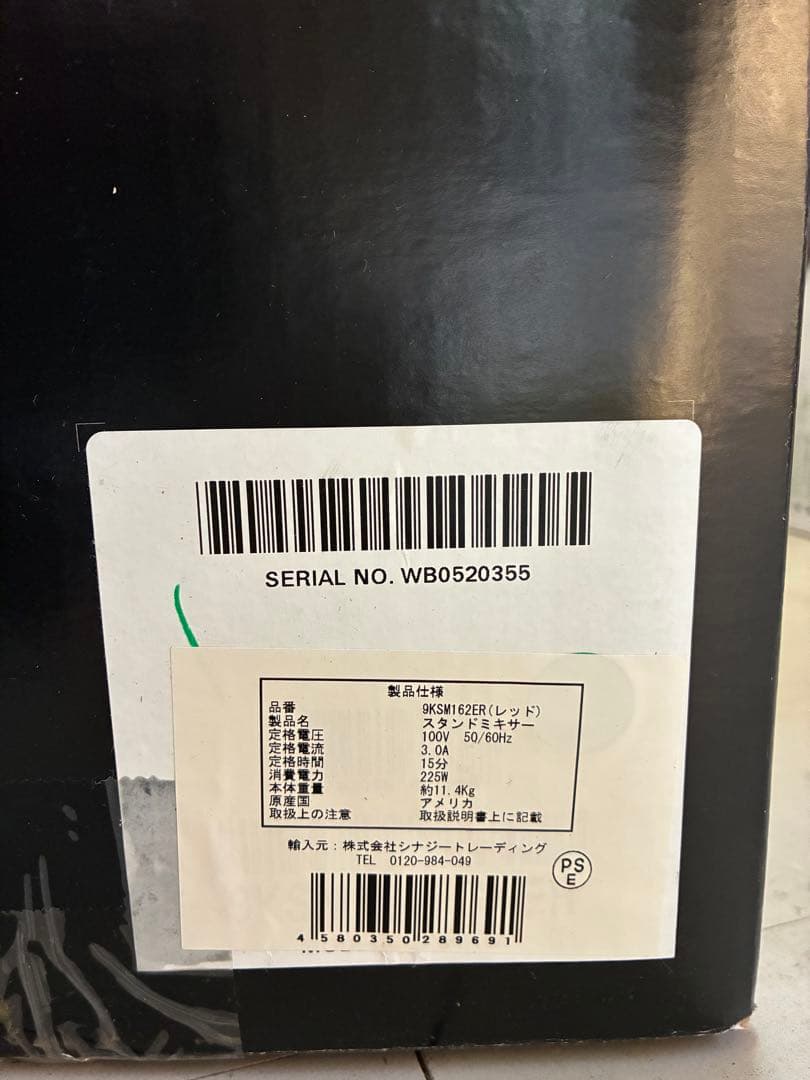 SERIAL NO. WB0520355
製品仕様
品番 9KSM162ER(レッド)
製品名 スタンドミキサー
定格電圧 100V 50/60Hz
定格電流 3.0A
定格時間 15分
消費電力 225W
本体重量 約11.4Kg
原産国 アメリカ
取扱上の注意 取扱説明書上に記載
輸入元：株式会社シナジートレーディング
TEL 0120-984-049
PS
E
4580350289691